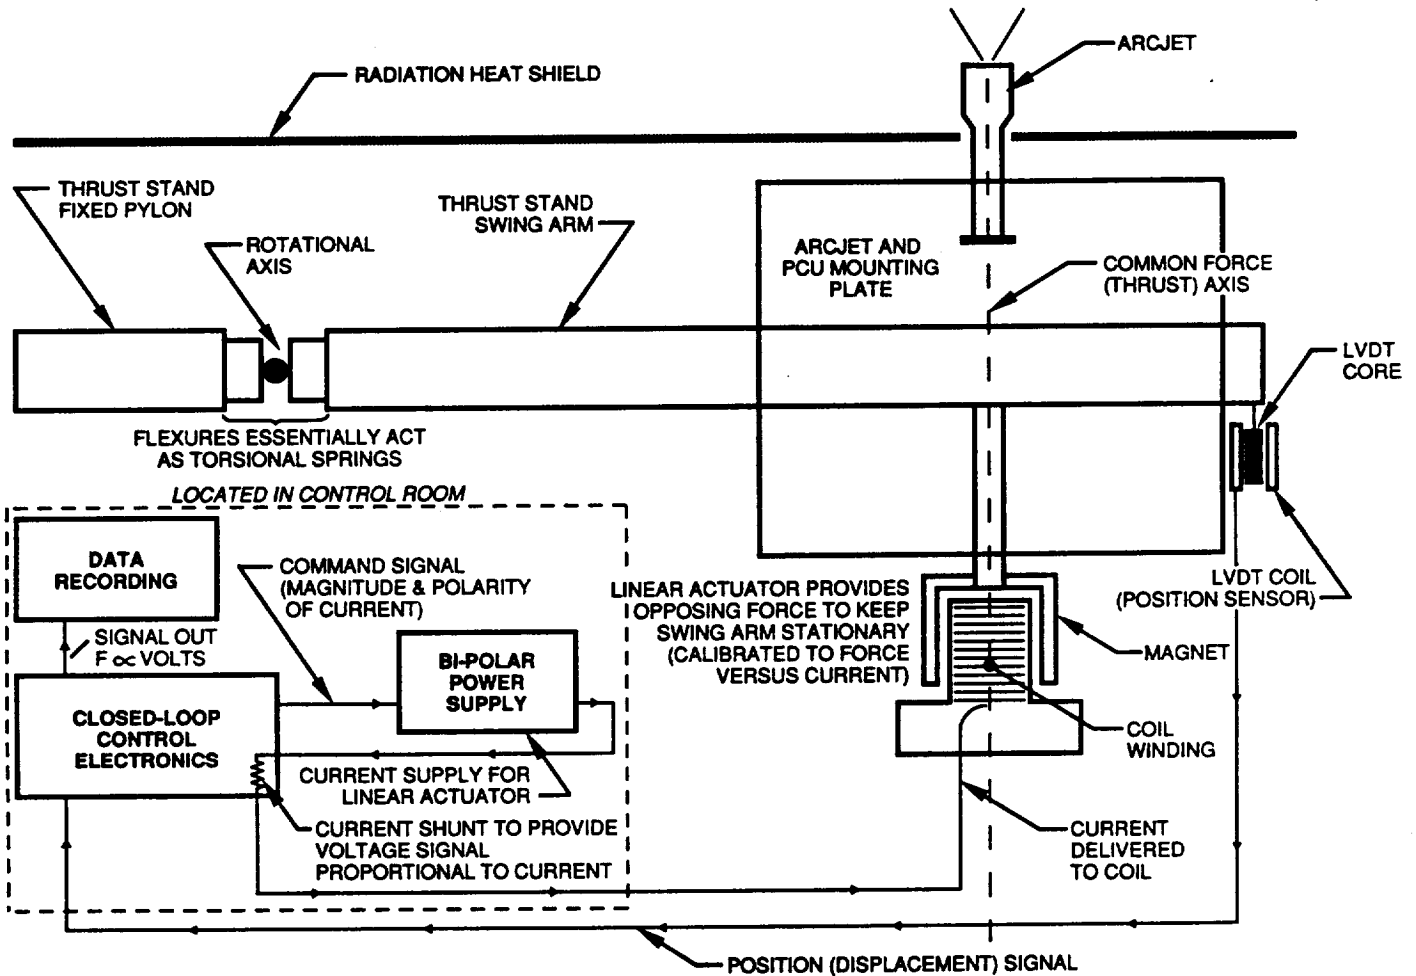 ARCJET
RADIATION HEAT SHIELD
THRUST STAND
FIXED PYLON
THRUST STAND
SWING ARM
ROTATIONAL
AXIS
ARCJET AND
PCU MOUNTING
PLATE
COMMON FORCE
(THRUST) AXIS
LVDT
CORE
FLEXURES ESSENTIALLY ACT
AS TORSIONAL SPRINGS
LOCATED IN CONTROL ROOM
DATA
RECORDING
COMMAND SIGNAL
(MAGNITUDE & POLARITY
OF CURRENT)
LINEAR ACTUATOR PROVIDES
OPPOSING FORCE TO KEEP
SWING ARM STATIONARY
(CALIBRATED TO FORCE
VERSUS CURRENT)
LVDT COIL
(POSITION SENSOR)
SIGNAL OUT
F ∝ VOLTS
BI-POLAR
POWER
SUPPLY
MAGNET
CLOSED-LOOP
CONTROL
ELECTRONICS
COIL
WINDING
CURRENT SUPPLY FOR
LINEAR ACTUATOR
CURRENT SHUNT TO PROVIDE
VOLTAGE SIGNAL
PROPORTIONAL TO CURRENT
CURRENT
DELIVERED
TO COIL
POSITION (DISPLACEMENT) SIGNAL